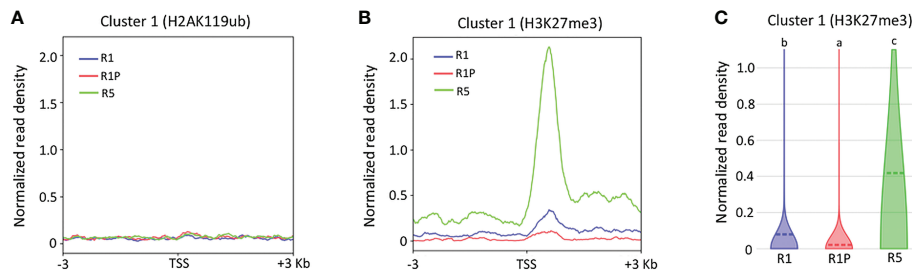 A
Cluster 1 (H2AK119ub)
Normalized read density
2.0
1.5
1.0
0.5
0
R1
R1P
R5
-3
TSS
+3 Kb
B
Cluster 1 (H3K27me3)
Normalized read density
2.0
1.5
1.0
0.5
0
R1
R1P
R5
-3
TSS
+3 Kb
C
Cluster 1 (H3K27me3)
Normalized read density
b
a
c
1.0
0.8
0.6
0.4
0.2
0
R1
R1P
R5